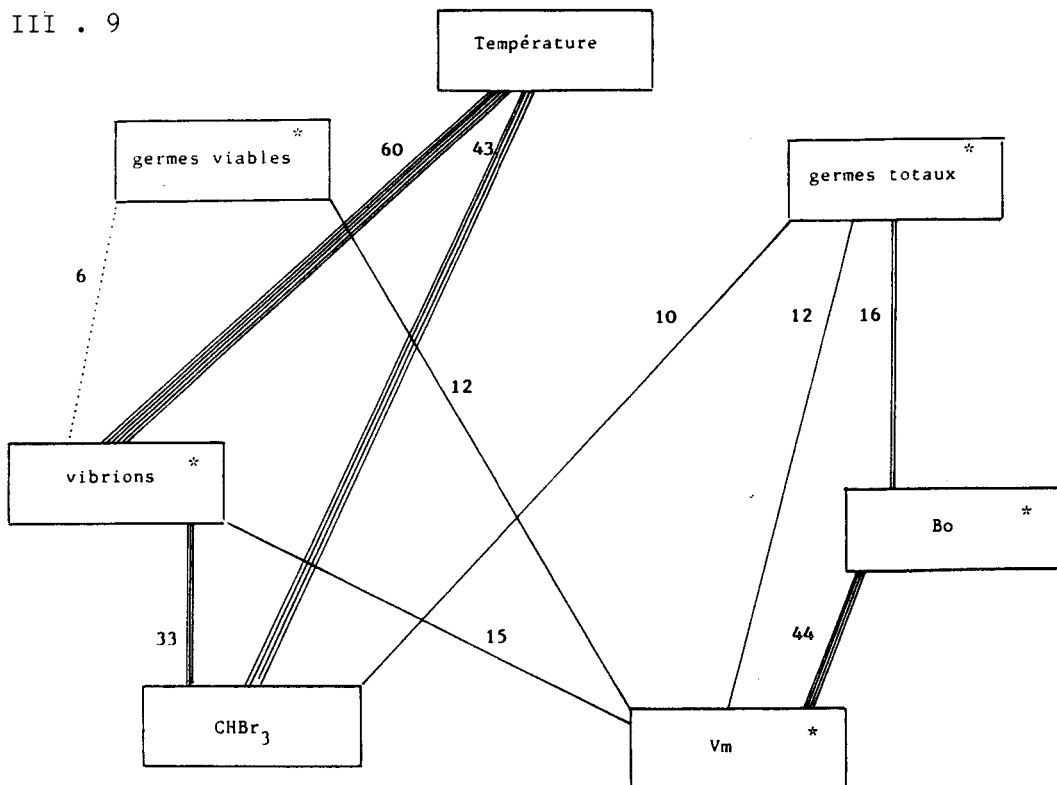 III . 9
Température
*
germes viables
60
43
*
germes totaux
6
10
12
16
12
vibrions *
Bo *
33
15
44
CHBr3
Vm *